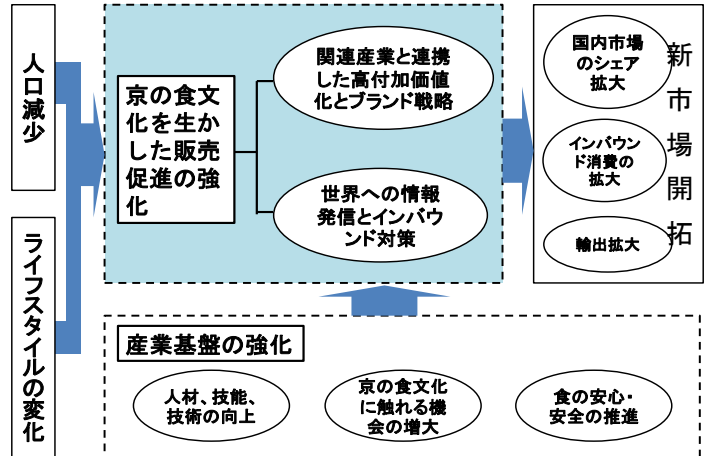 人口減少
ライフスタイルの変化
京の食文
化を生か
した販売
促進の強
化
関連産業と連携
した高付加価値
化とブランド戦略
世界への情報
発信とインバウ
ンド対策
新市場開拓
国内市場
のシェア
拡大
インバウン
ド消費の
拡大
輸出拡大
産業基盤の強化
人材、技能、
技術の向上
京の食文化
に触れる機
会の増大
食の安心・
安全の推進